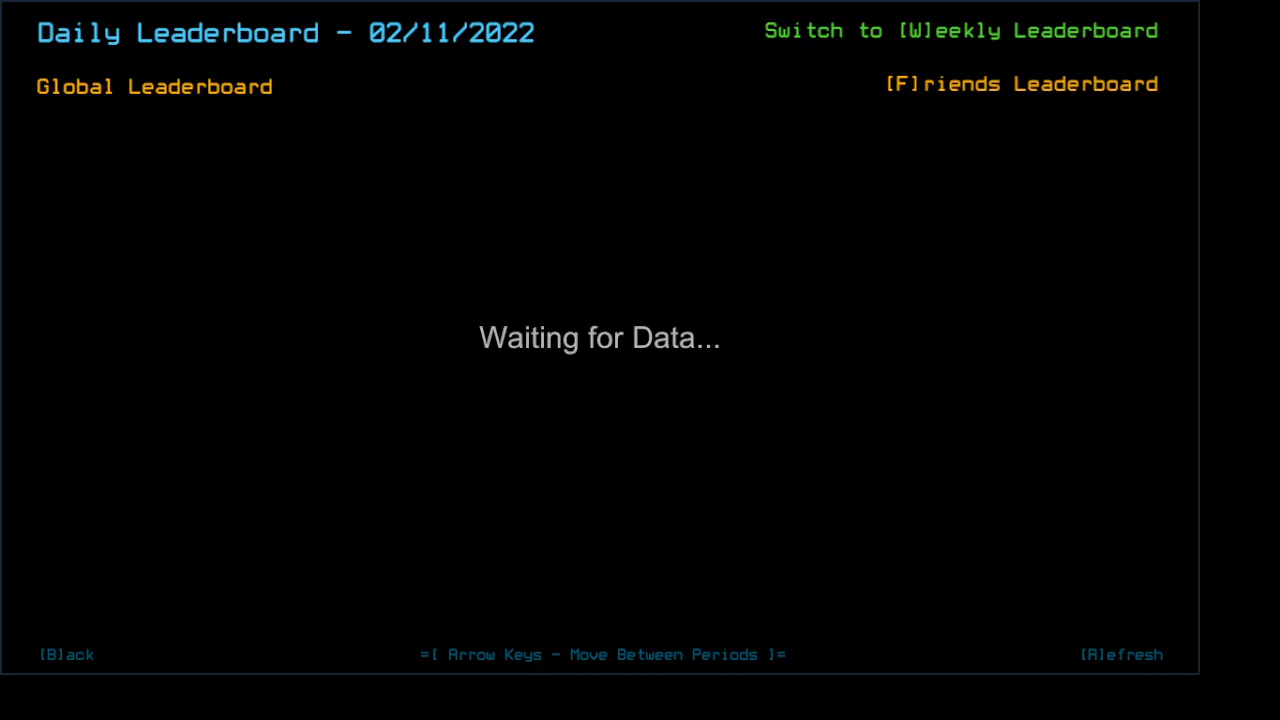 Daily Leaderboard - 02/11/2022
Switch to [W]eekly Leaderboard
Global Leaderboard
[F]riends Leaderboard
Waiting for Data...
[B]ack
=[ Arrow Keys - Move Between Periods ]=
[R]efresh